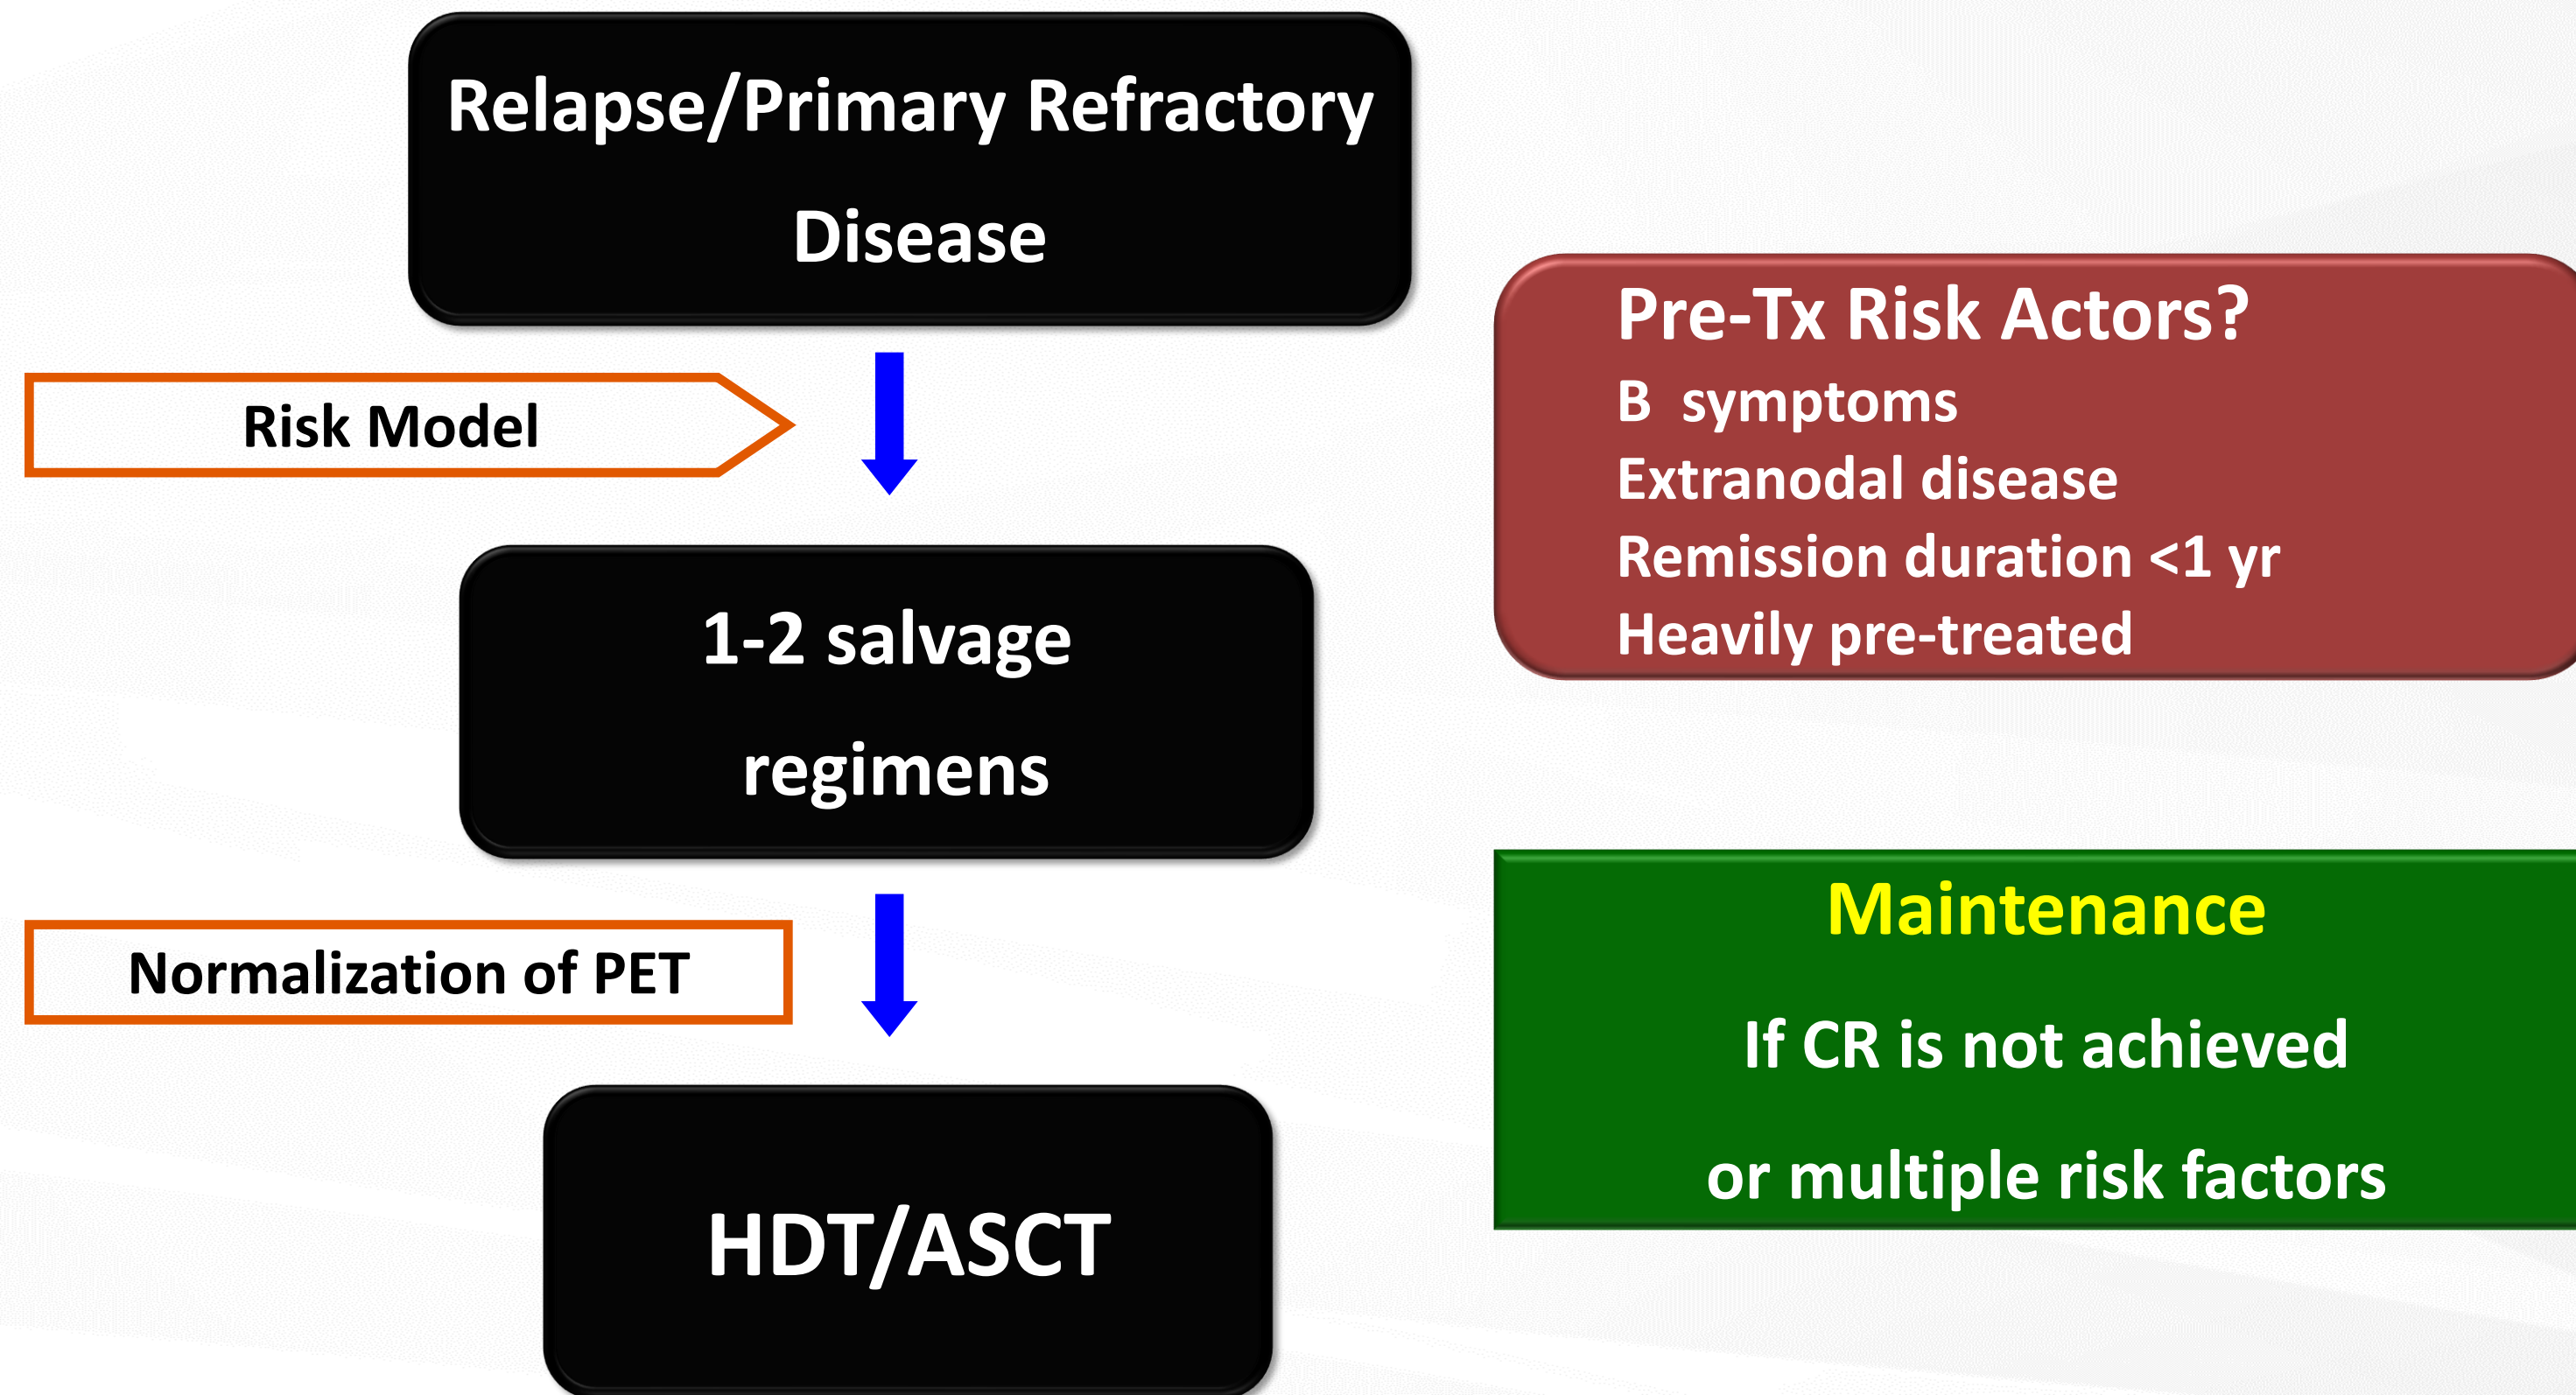 Relapse/Primary Refractory
Disease
Risk Model
1-2 salvage
regimens
Normalization of PET
HDT/ASCT
Pre-Tx Risk Actors?
B symptoms
Extranodal disease
Remission duration <1 yr
Heavily pre-treated
Maintenance
If CR is not achieved
or multiple risk factors